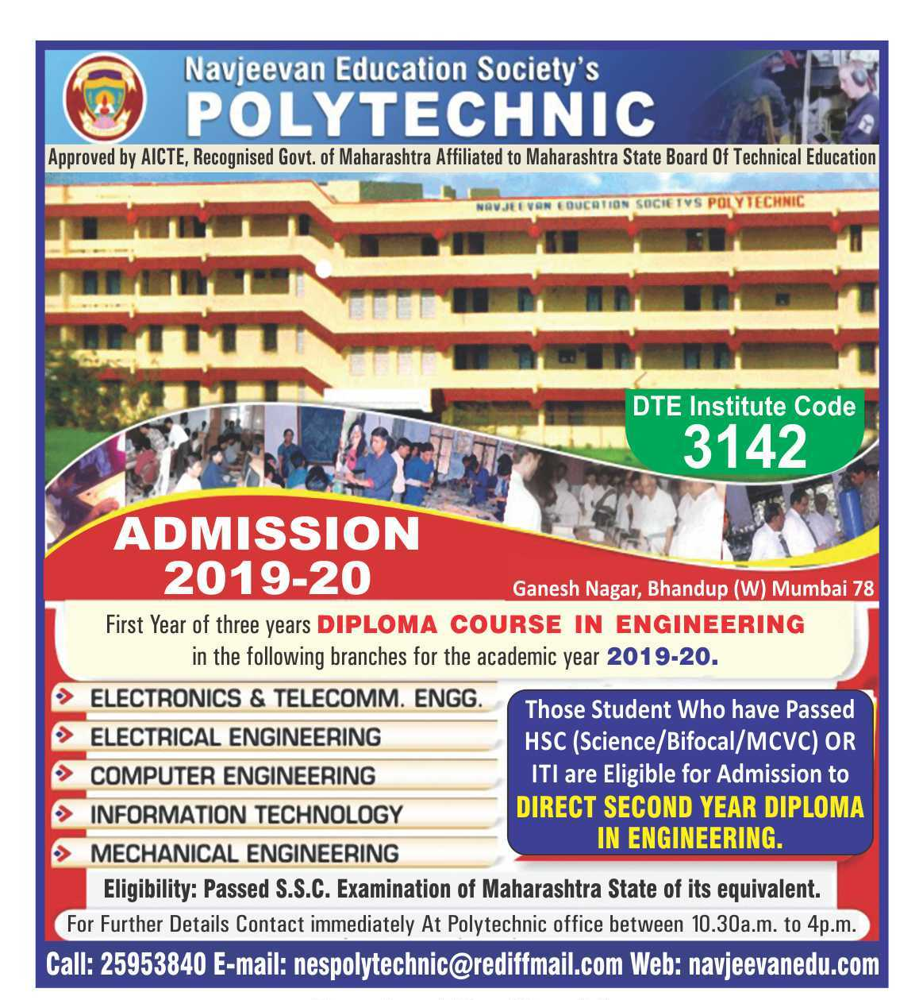 Navjeevan Education Society's
POLYTECHNIC
Approved by AICTE, Recognised Govt. of Maharashtra Affiliated to Maharashtra State Board Of Technical Education
NAVJEEVAN EDUCATION SOCIETYS POLYTECHNIC
DTE Institute Code
3142
ADMISSION
2019-20
Ganesh Nagar, Bhandup (W) Mumbai 78
First Year of three years DIPLOMA COURSE IN ENGINEERING
in the following branches for the academic year 2019-20.
ELECTRONICS & TELECOMM. ENGG.
ELECTRICAL ENGINEERING
COMPUTER ENGINEERING
INFORMATION TECHNOLOGY
MECHANICAL ENGINEERING
Those Student Who have Passed
HSC (Science/Bifocal/MCVC) OR
ITI are Eligible for Admission to
DIRECT SECOND YEAR DIPLOMA
IN ENGINEERING.
Eligibility: Passed S.S.C. Examination of Maharashtra State of its equivalent.
For Further Details Contact immediately At Polytechnic office between 10.30a.m. to 4p.m.
Call: 25953840 E-mail: nespolytechnic@rediffmail.com Web: navjeevanedu.com